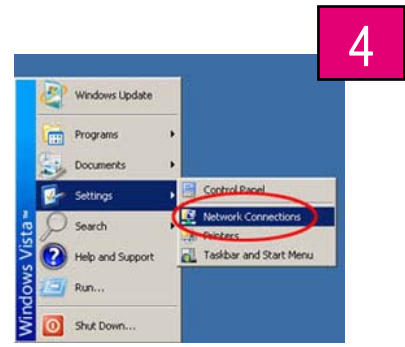 4
Windows Update
Programs
Documents
Settings
Search
Help and Support
Run...
Shut Down...
Control Panel
Network Connections
Printers
Taskbar and Start Menu
Windows Vista™